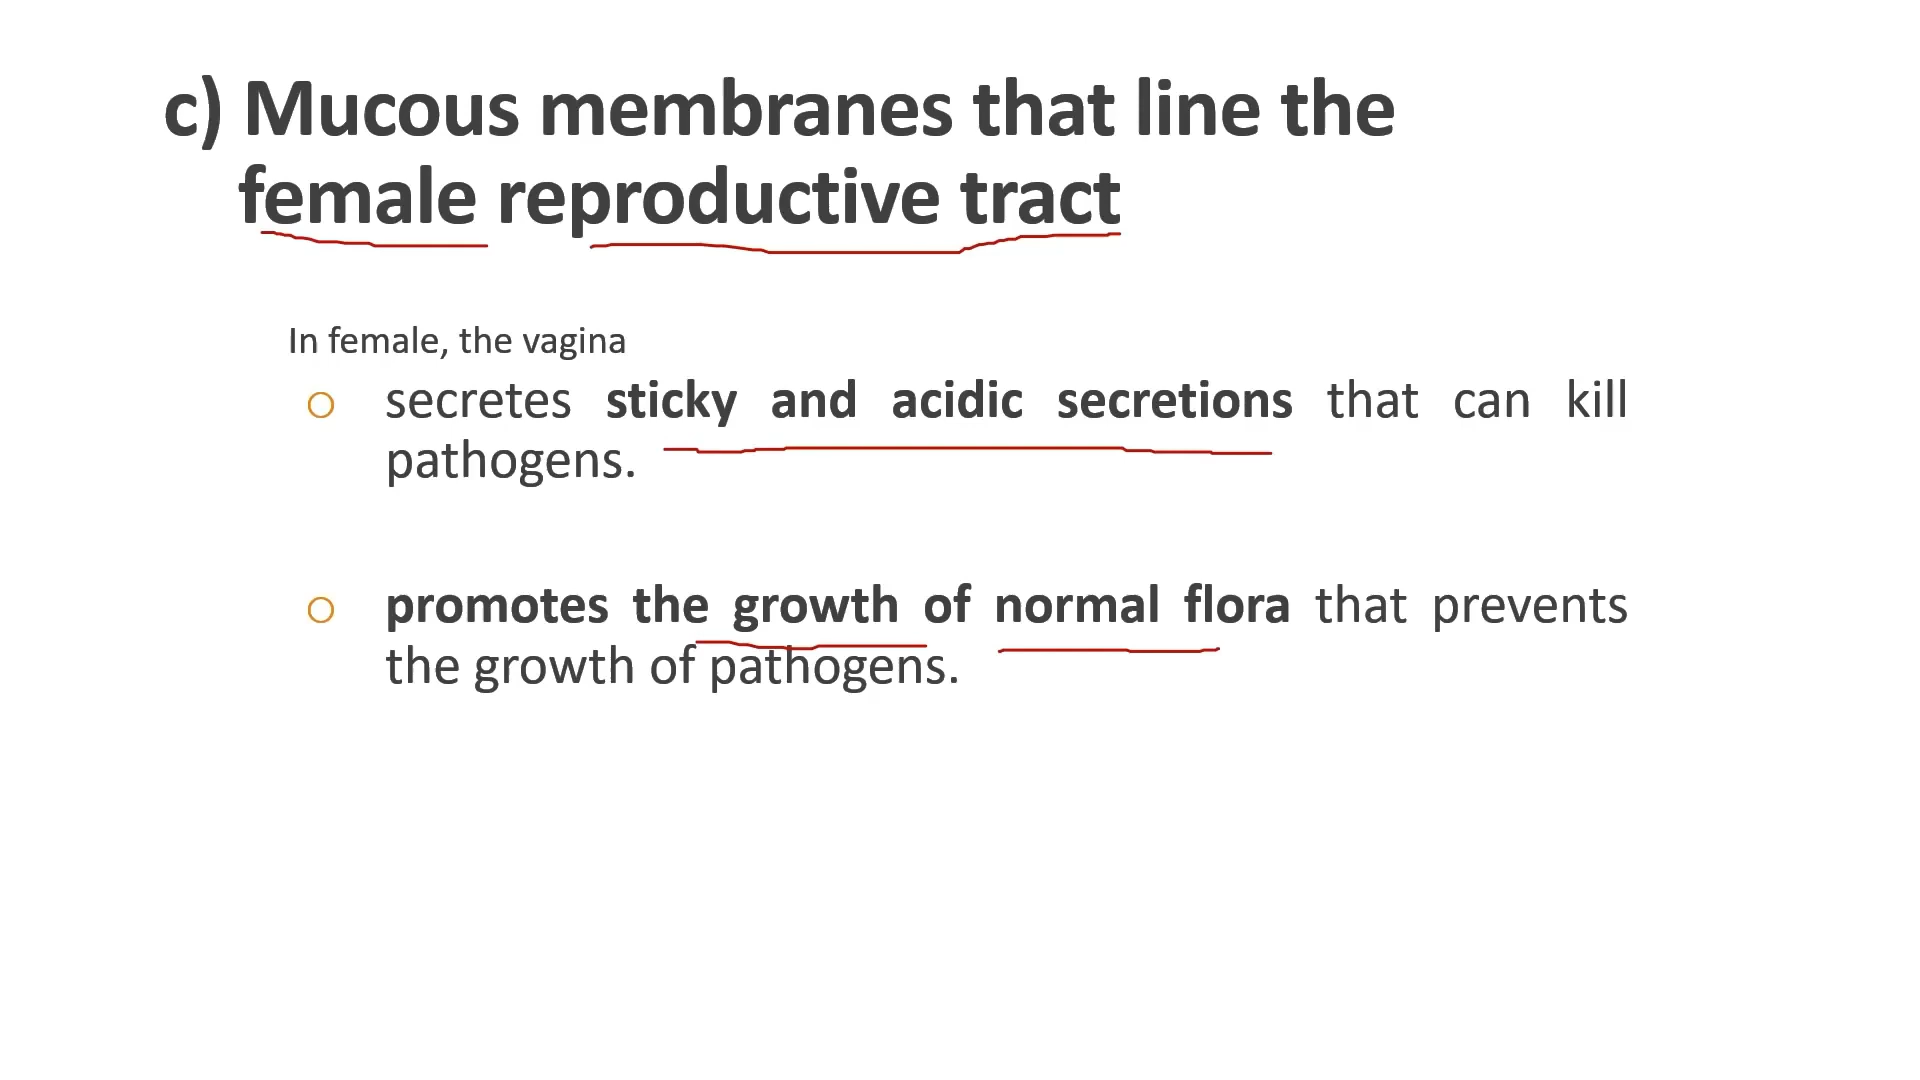 c) Mucous membranes that line the
female reproductive tract
In female, the vagina
secretes sticky and acidic secretions that can kill
pathogens.
promotes the growth of normal flora that prevents
the growth of pathogens.